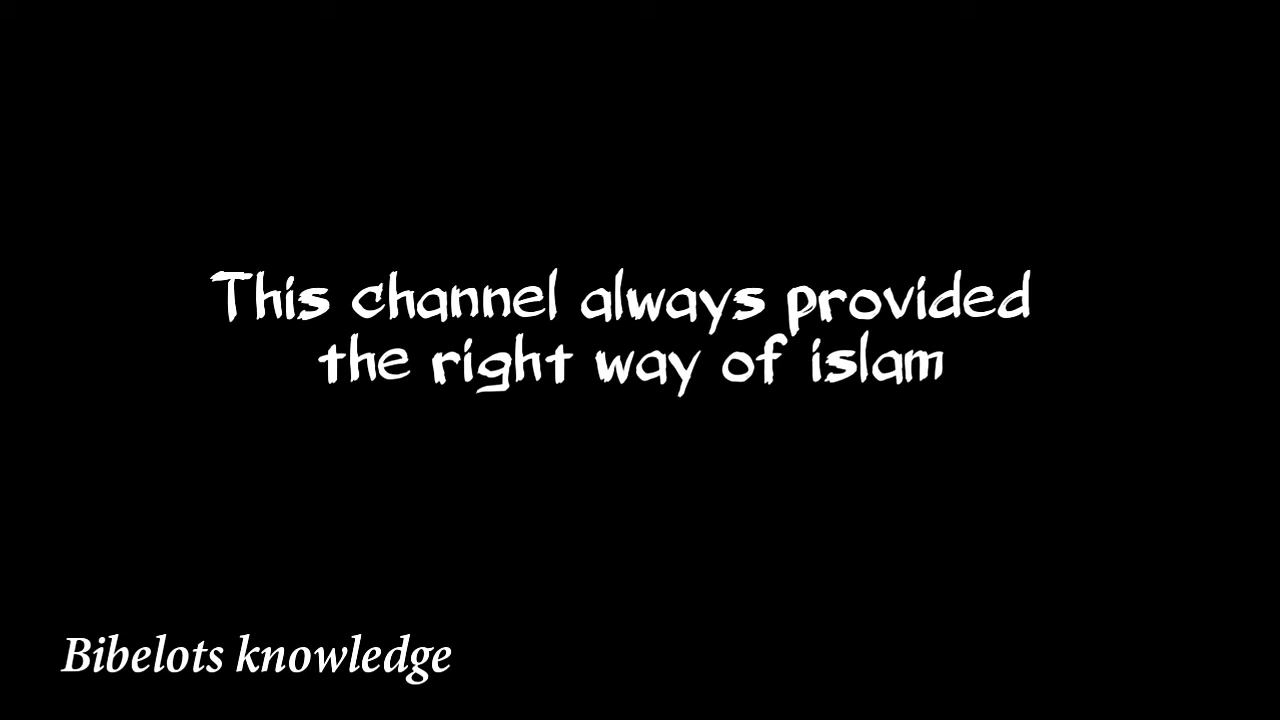 This channel always provided
the right way of islam
Bibelots knowledge